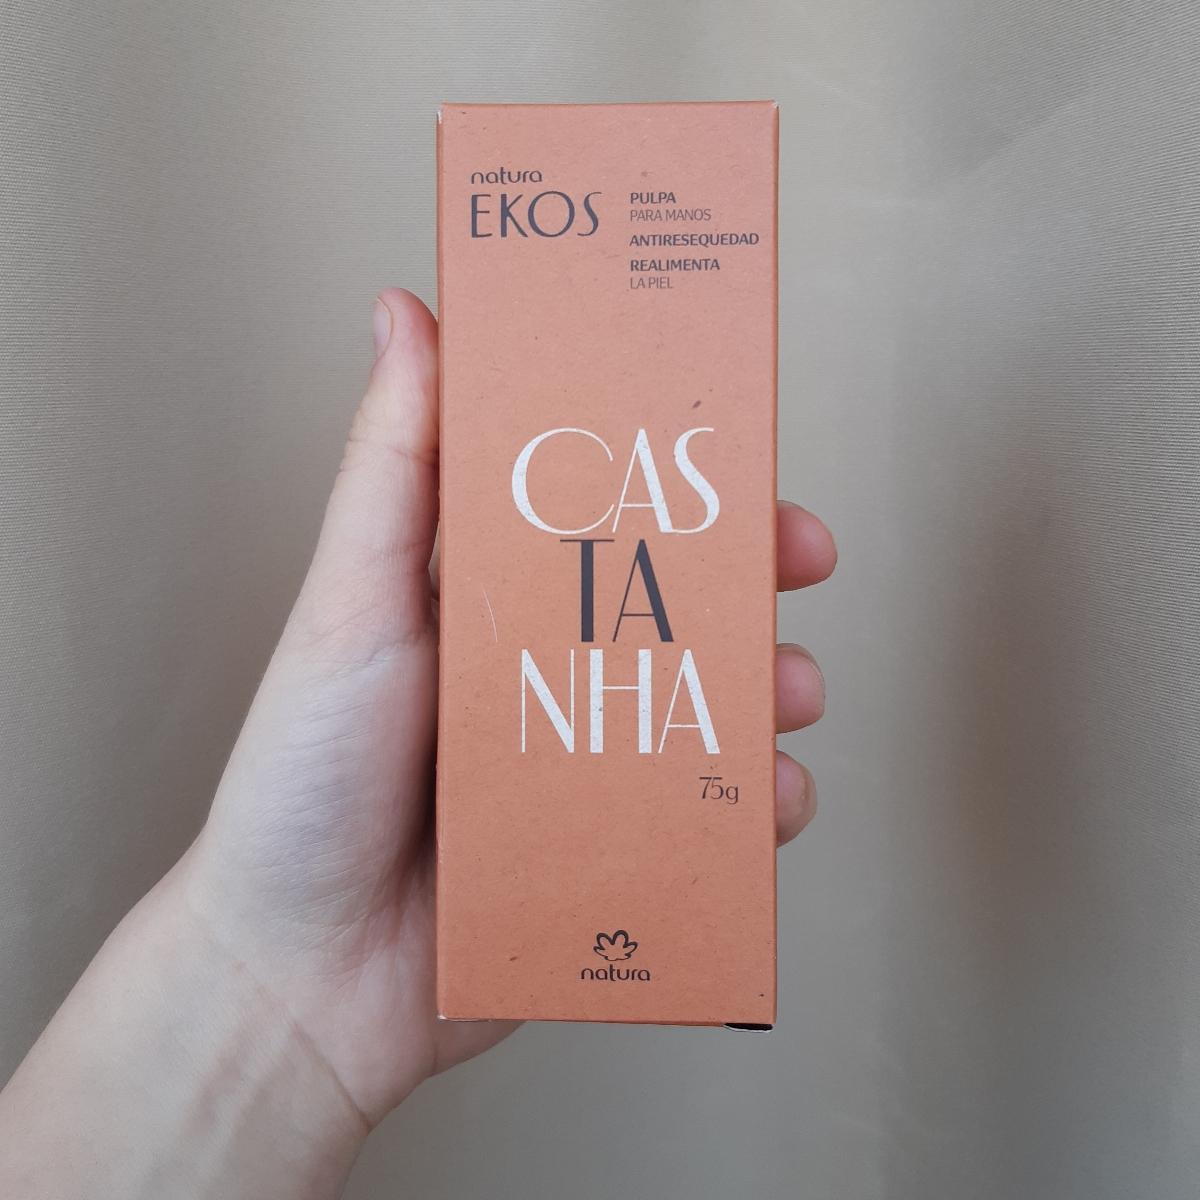 natura
EKOS
PULPA
PARA MANOS
ANTIRESEQUEDAD
REALIMENTA
LA PIEL
CAS
TA
NHA
75g
natura